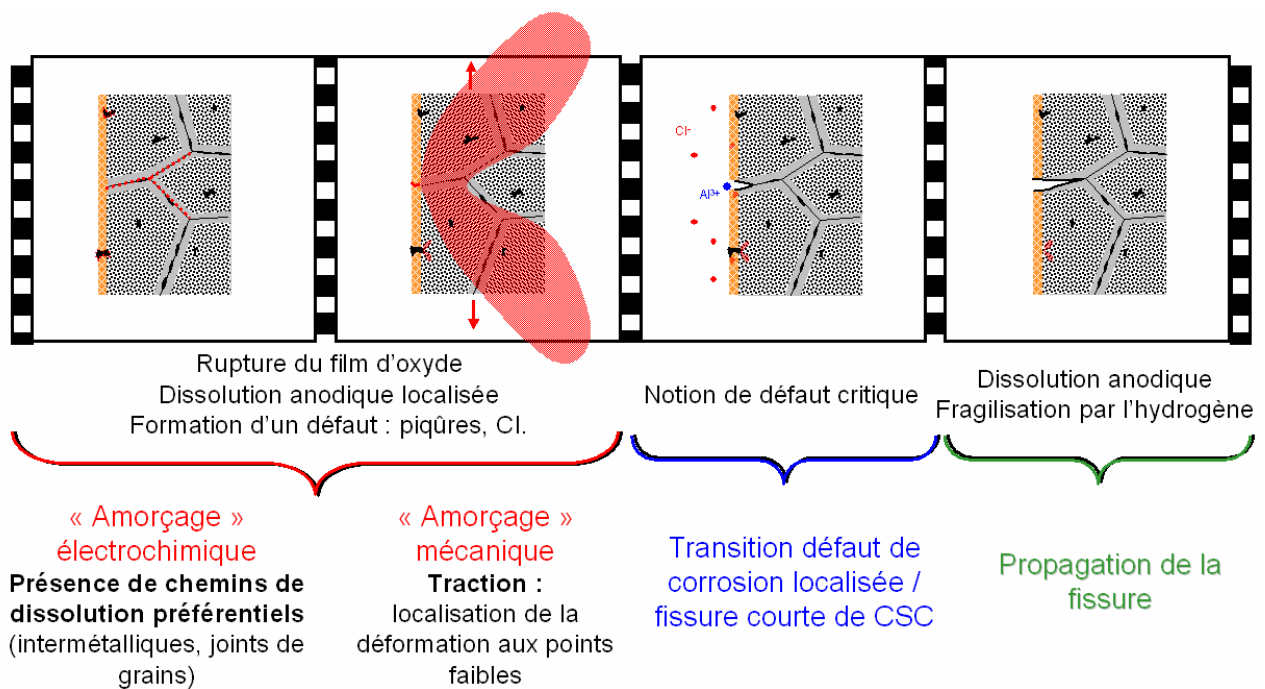 Cl-
Al3+
Rupture du film d’oxyde
Dissolution anodique localisée
Formation d’un défaut : piqûres, CI.
Notion de défaut critique
Dissolution anodique
Fragilisation par l’hydrogène
« Amorçage »
électrochimique
Présence de chemins de
dissolution préférentiels
(intermétalliques, joints de
grains)
« Amorçage »
mécanique
Traction :
localisation de la
déformation aux points
faibles
Transition défaut de
corrosion localisée /
fissure courte de CSC
Propagation de la
fissure